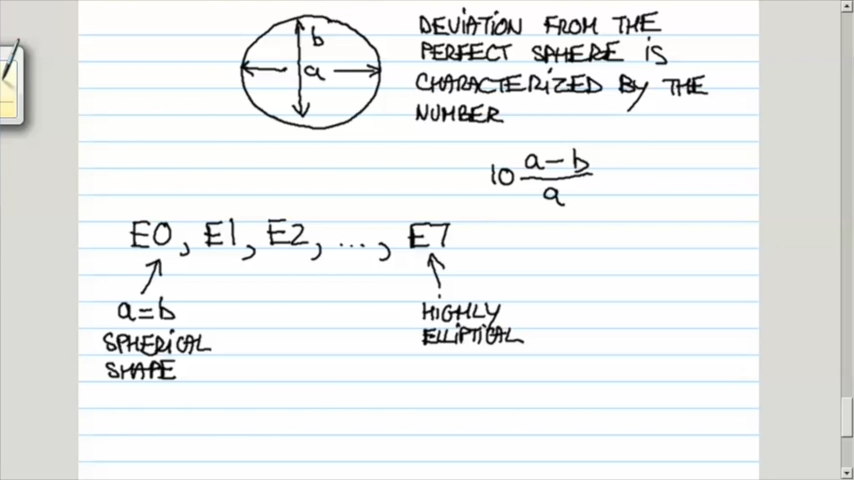 b
a
DEVIATION FROM THE
PERFECT SPHERE IS
CHARACTERIZED BY THE
NUMBER
10 a-b
a
E0, E1, E2, ..., E7
a=b
SPHERICAL
SHAPE
HIGHLY
ELLIPTICAL